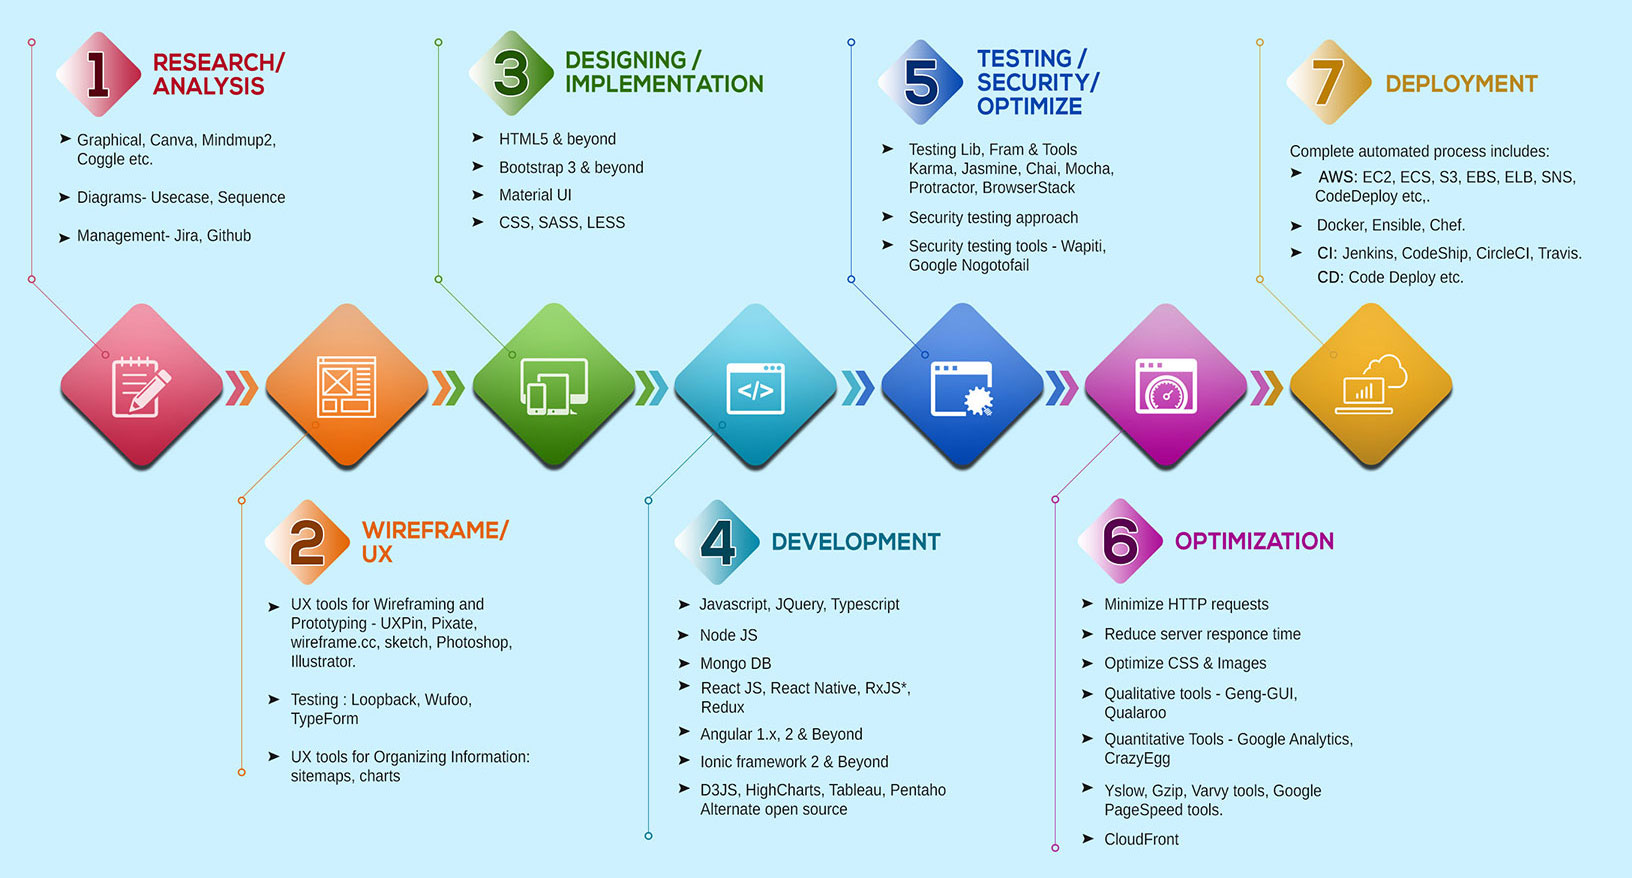 1
RESEARCH/
ANALYSIS
Graphical, Canva, Mindmup2,
Coggle etc.
Diagrams- Usecase, Sequence
Management- Jira, Github
3
DESIGNING /
IMPLEMENTATION
HTML5 & beyond
Bootstrap 3 & beyond
Material UI
CSS, SASS, LESS
5
TESTING /
SECURITY/
OPTIMIZE
Testing Lib, Fram & Tools
Karma, Jasmine, Chai, Mocha,
Protractor, BrowserStack
Security testing approach
Security testing tools - Wapiti,
Google Nogotofail
7
DEPLOYMENT
Complete automated process includes:
AWS: EC2, ECS, S3, EBS, ELB, SNS,
CodeDeploy etc,.
Docker, Ensible, Chef.
CI: Jenkins, CodeShip, CircleCI, Travis.
CD: Code Deploy etc.
</>
2
WIREFRAME/
UX
UX tools for Wireframing and
Prototyping - UXPin, Pixate,
wireframe.cc, sketch, Photoshop,
Illustrator.
Testing : Loopback, Wufoo,
TypeForm
UX tools for Organizing Information:
sitemaps, charts
4
DEVELOPMENT
Javascript, JQuery, Typescript
Node JS
Mongo DB
React JS, React Native, RxJS*,
Redux
Angular 1.x, 2 & Beyond
Ionic framework 2 & Beyond
D3JS, HighCharts, Tableau, Pentaho
Alternate open source
6
OPTIMIZATION
Minimize HTTP requests
Reduce server responce time
Optimize CSS & Images
Qualitative tools - Geng-GUI,
Qualaroo
Quantitative Tools - Google Analytics,
CrazyEgg
Yslow, Gzip, Varvy tools, Google
PageSpeed tools.
CloudFront